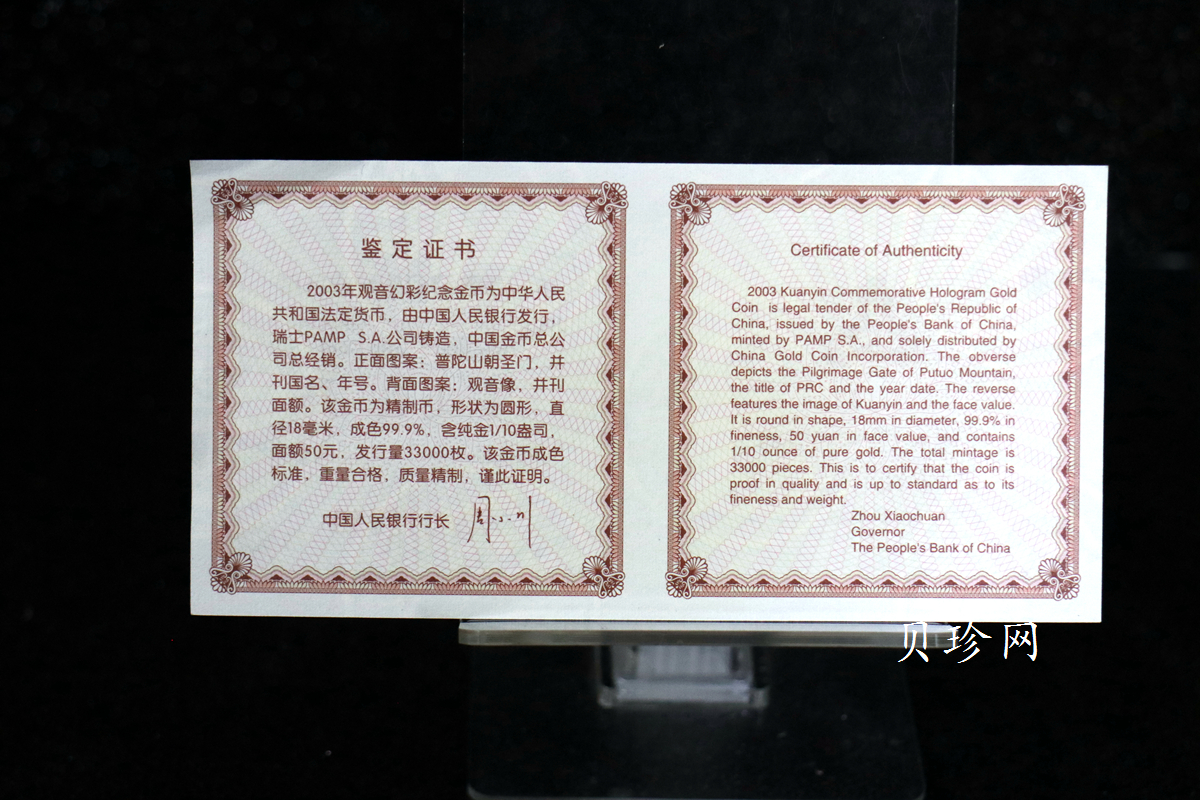 鉴定证书
2003年观音幻彩纪念金币为中华人民
共和国法定货币，由中国人民银行发行，
瑞士PAMP S.A.公司铸造，中国金币总公
司总经销。正面图案：普陀山朝圣门，并
刊国名、年号。背面图案：观音像，并刊
面额。该金币为精制币，形状为圆形，直
径18毫米，成色99.9%，含纯金1/10盎司，
面额50元，发行量33000枚。该金币成色
标准，重量合格，质量精制，谨此证明。
中国人民银行行长 周小川
Certificate of Authenticity
2003 Kuanyin Commemorative Hologram Gold
Coin is legal tender of the People's Republic of
China, issued by the People's Bank of China,
minted by PAMP S.A., and solely distributed by
China Gold Coin Incorporation. The obverse
depicts the Pilgrimage Gate of Putuo Mountain,
the title of PRC and the year date. The reverse
features the image of Kuanyin and the face value.
It is round in shape, 18mm in diameter, 99.9% in
fineness, 50 yuan in face value, and contains
1/10 ounce of pure gold. The total mintage is
33000 pieces. This is to certify that the coin is
proof in quality and is up to standard as to its
fineness and weight.
Zhou Xiaochuan
Governor
The People's Bank of China
贝珍网